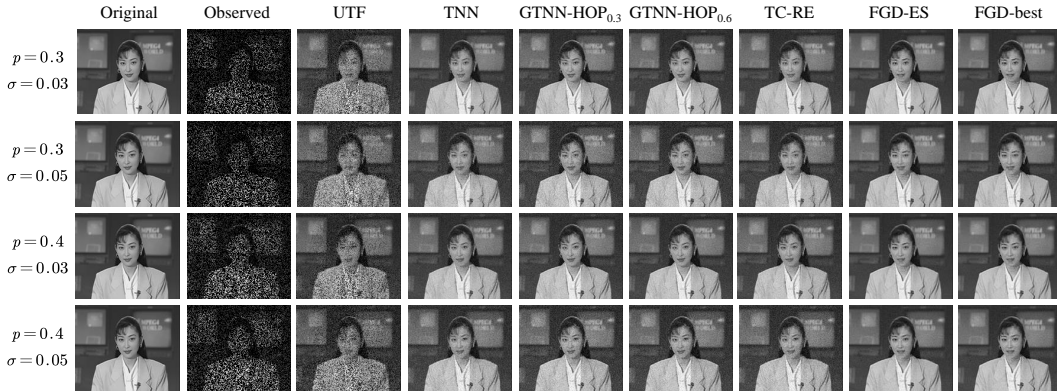 Original Observed UTF TNN GTNN-HOP₀.₃ GTNN-HOP₀.₆ TC-RE FGD-ES FGD-best
p = 0.3
σ = 0.03
p = 0.3
σ = 0.05
p = 0.4
σ = 0.03
p = 0.4
σ = 0.05